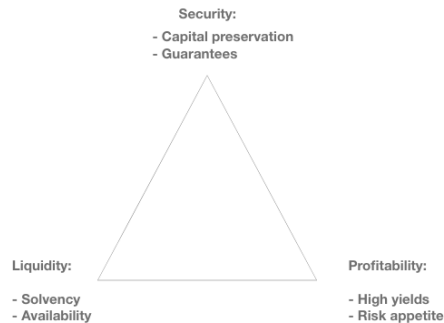 Security:
- Capital preservation
- Guarantees
Liquidity:
- Solvency
- Availability
Profitability:
- High yields
- Risk appetite